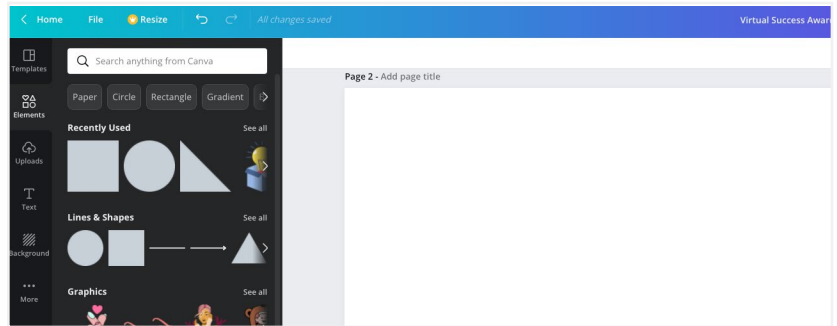 Home File Resize All changes saved Virtual Success Awar
Templates
Elements
Uploads
Text
Background
More
Search anything from Canva
Paper Circle Rectangle Gradient
Recently Used See all
Lines & Shapes See all
Graphics See all
Page 2 - Add page title